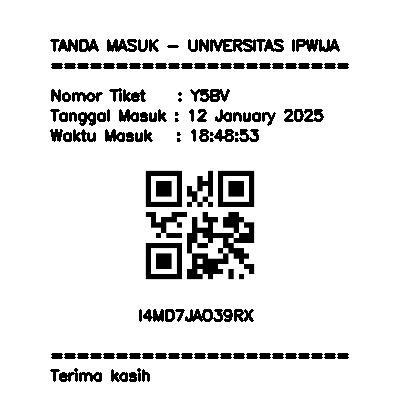 TANDA MASUK - UNIVERSITAS IPWIJA
=======================
Nomor Tiket : Y5BV
Tanggal Masuk : 12 January 2025
Waktu Masuk : 18:48:53
I4MD7JAO39RX
=======================
Terima kasih